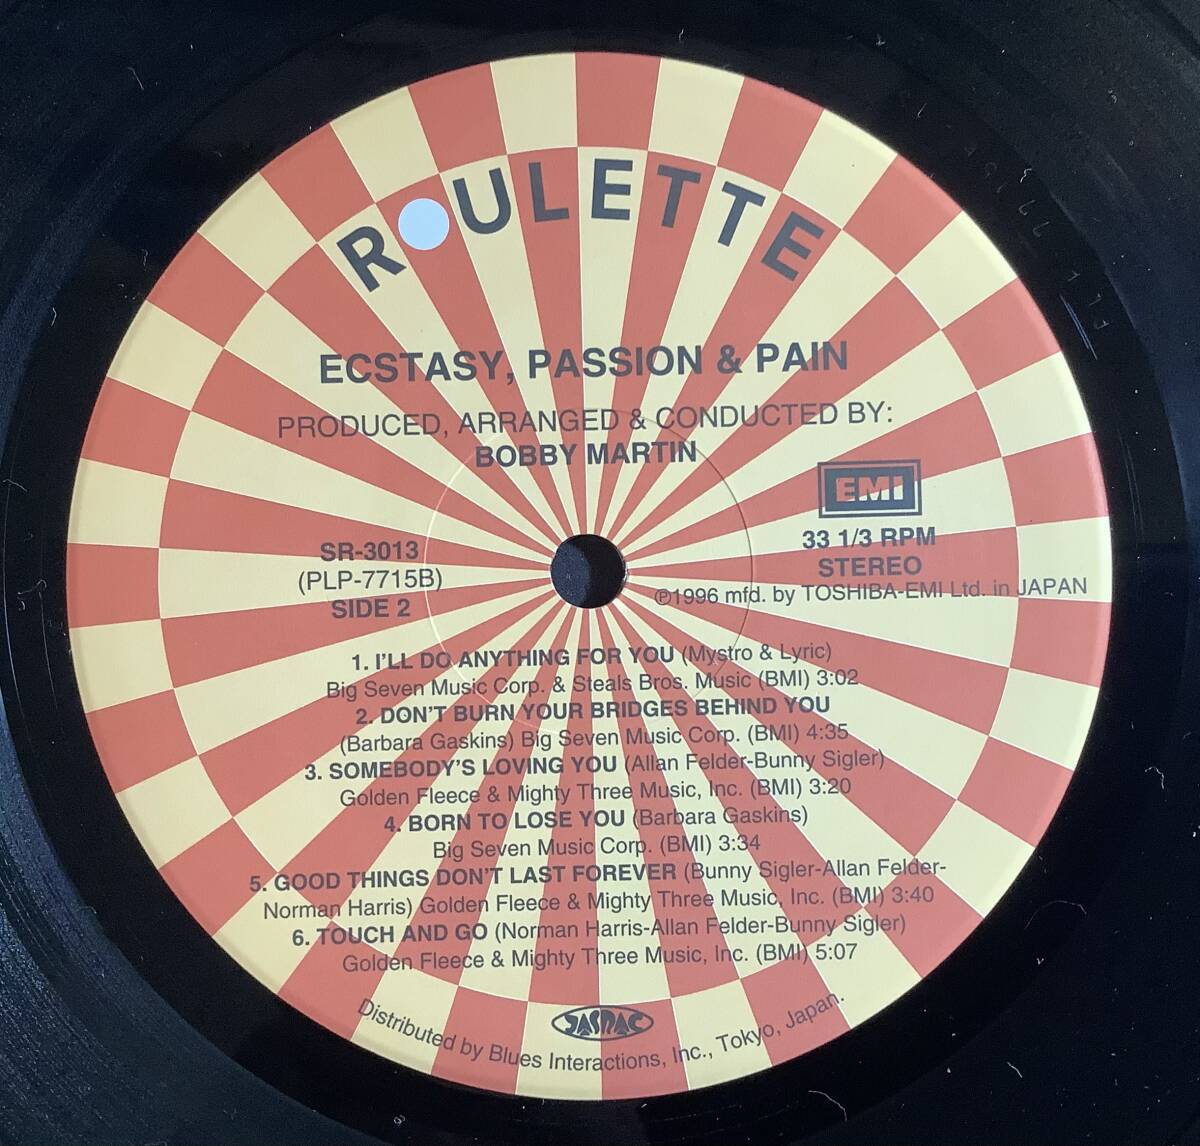 ROULETTE
ECSTASY, PASSION & PAIN
PRODUCED, ARRANGED & CONDUCTED BY:
BOBBY MARTIN
EMI
SR-3013
(PLP-7715B)
SIDE 2
33 1/3 RPM
STEREO
℗1996 mfd. by TOSHIBA-EMI Ltd. in JAPAN
1. I'LL DO ANYTHING FOR YOU (Mystro & Lyric)
Big Seven Music Corp. & Steals Bros. Music (BMI) 3:02
2. DON'T BURN YOUR BRIDGES BEHIND YOU
(Barbara Gaskins) Big Seven Music Corp. (BMI) 4:35
3. SOMEBODY'S LOVING YOU (Allan Felder-Bunny Sigler)
Golden Fleece & Mighty Three Music, Inc. (BMI) 3:20
4. BORN TO LOSE YOU (Barbara Gaskins)
Big Seven Music Corp. (BMI) 3:34
5. GOOD THINGS DON'T LAST FOREVER (Bunny Sigler-Allan Felder-
Norman Harris) Golden Fleece & Mighty Three Music, Inc. (BMI) 3:40
6. TOUCH AND GO (Norman Harris-Allan Felder-Bunny Sigler)
Golden Fleece & Mighty Three Music, Inc. (BMI) 5:07
JASRAC
Distributed by Blues Interactions, Inc., Tokyo, Japan.